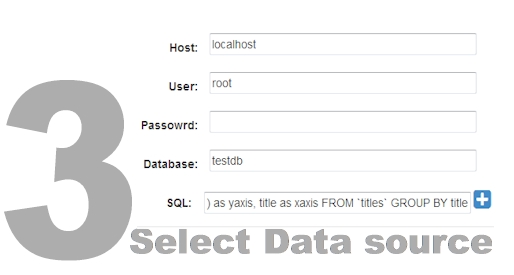 Host: localhost
User: root
Passowrd:
Database: testdb
SQL: ) as yaxis, title as xaxis FROM `titles` GROUP BY title
3
Select Data source